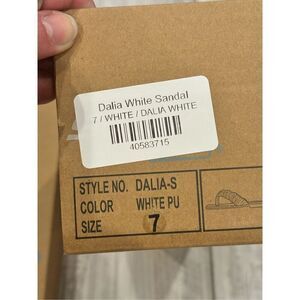 Dalia White Sandal
7 / WHITE / DALIA WHITE
40583715
STYLE NO. DALIA-S
COLOR WHITE PU
SIZE 7